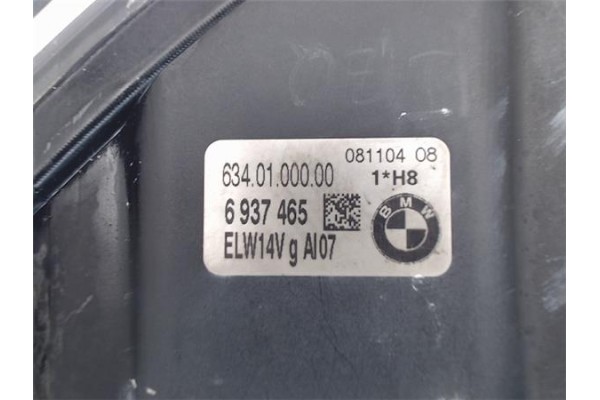 081104 08
634.01.000.00 1*H8
6 937 465
BMW
ELW14V g AI07